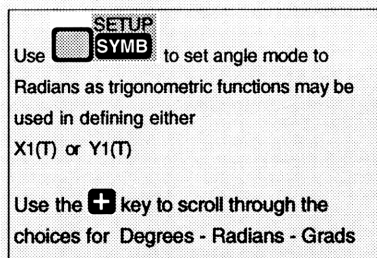 SETUP
Use SYMB to set angle mode to
Radians as trigonometric functions may be
used in defining either
X1(T) or Y1(T)
Use the + key to scroll through the
choices for Degrees - Radians - Grads